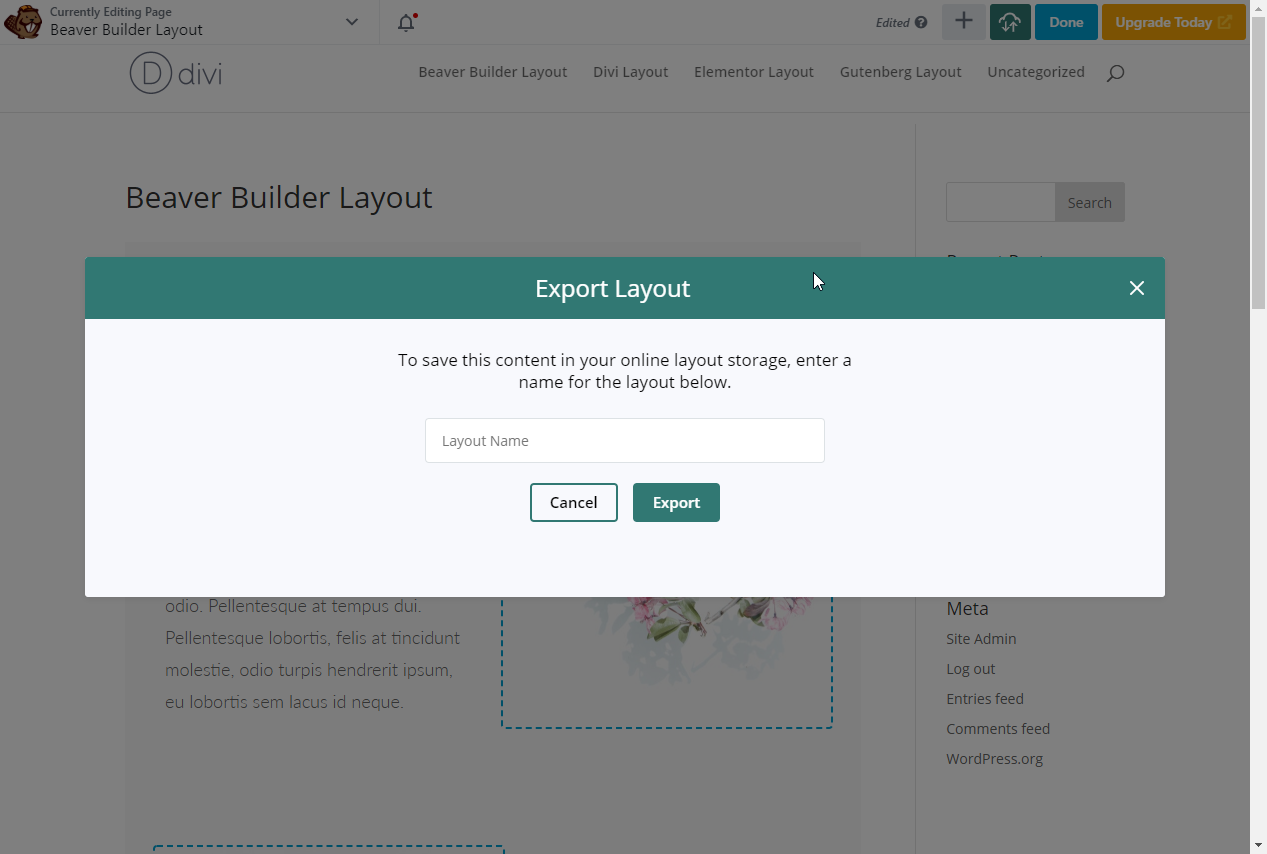 Currently Editing Page
Beaver Builder Layout
Edited ?
Done
Upgrade Today
D divi
Beaver Builder Layout
Divi Layout
Elementor Layout
Gutenberg Layout
Uncategorized
Beaver Builder Layout
Search
Export Layout
To save this content in your online layout storage, enter a
name for the layout below.
Layout Name
Cancel
Export
odio. Pellentesque at tempus dui.
Pellentesque lobortis, felis at tincidunt
molestie, odio turpis hendrerit ipsum,
eu lobortis sem lacus id neque.
Meta
Site Admin
Log out
Entries feed
Comments feed
WordPress.org